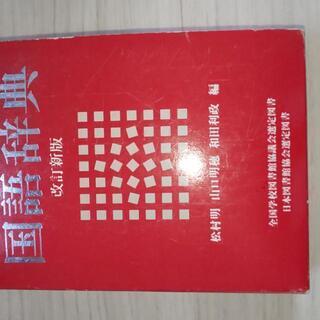 国語辞典
改訂新版
松村明 山口明穂 和田利政 編
全国学校図書館協議会選定図書
日本図書館協会選定図書